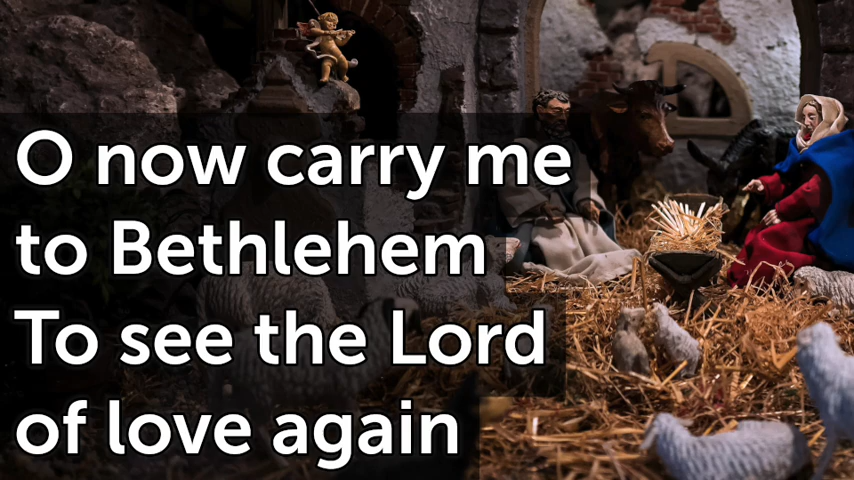 O now carry me
to Bethlehem
To see the Lord
of love again